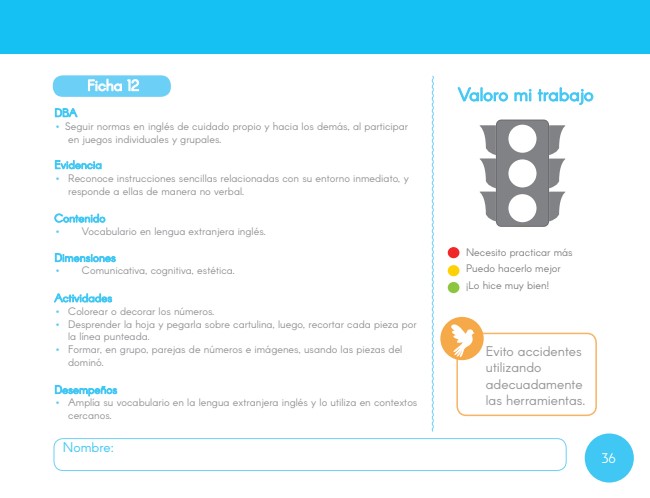 Ficha 12
DBA
• Seguir normas en inglés de cuidado propio y hacia los demás, al participar
en juegos individuales y grupales.
Evidencia
• Reconoce instrucciones sencillas relacionadas con su entorno inmediato, y
responde a ellas de manera no verbal.
Contenido
• Vocabulario en lengua extranjera inglés.
Dimensiones
• Comunicativa, cognitiva, estética.
Actividades
• Colorear o decorar los números.
• Desprender la hoja y pegarla sobre cartulina, luego, recortar cada pieza por
la línea punteada.
• Formar, en grupo, parejas de números e imágenes, usando las piezas del
dominó.
Desempeños
• Amplía su vocabulario en la lengua extranjera inglés y lo utiliza en contextos
cercanos.
Valoro mi trabajo
Necesito practicar más
Puedo hacerlo mejor
¡Lo hice muy bien!
Evito accidentes
utilizando
adecuadamente
las herramientas.
Nombre:
36